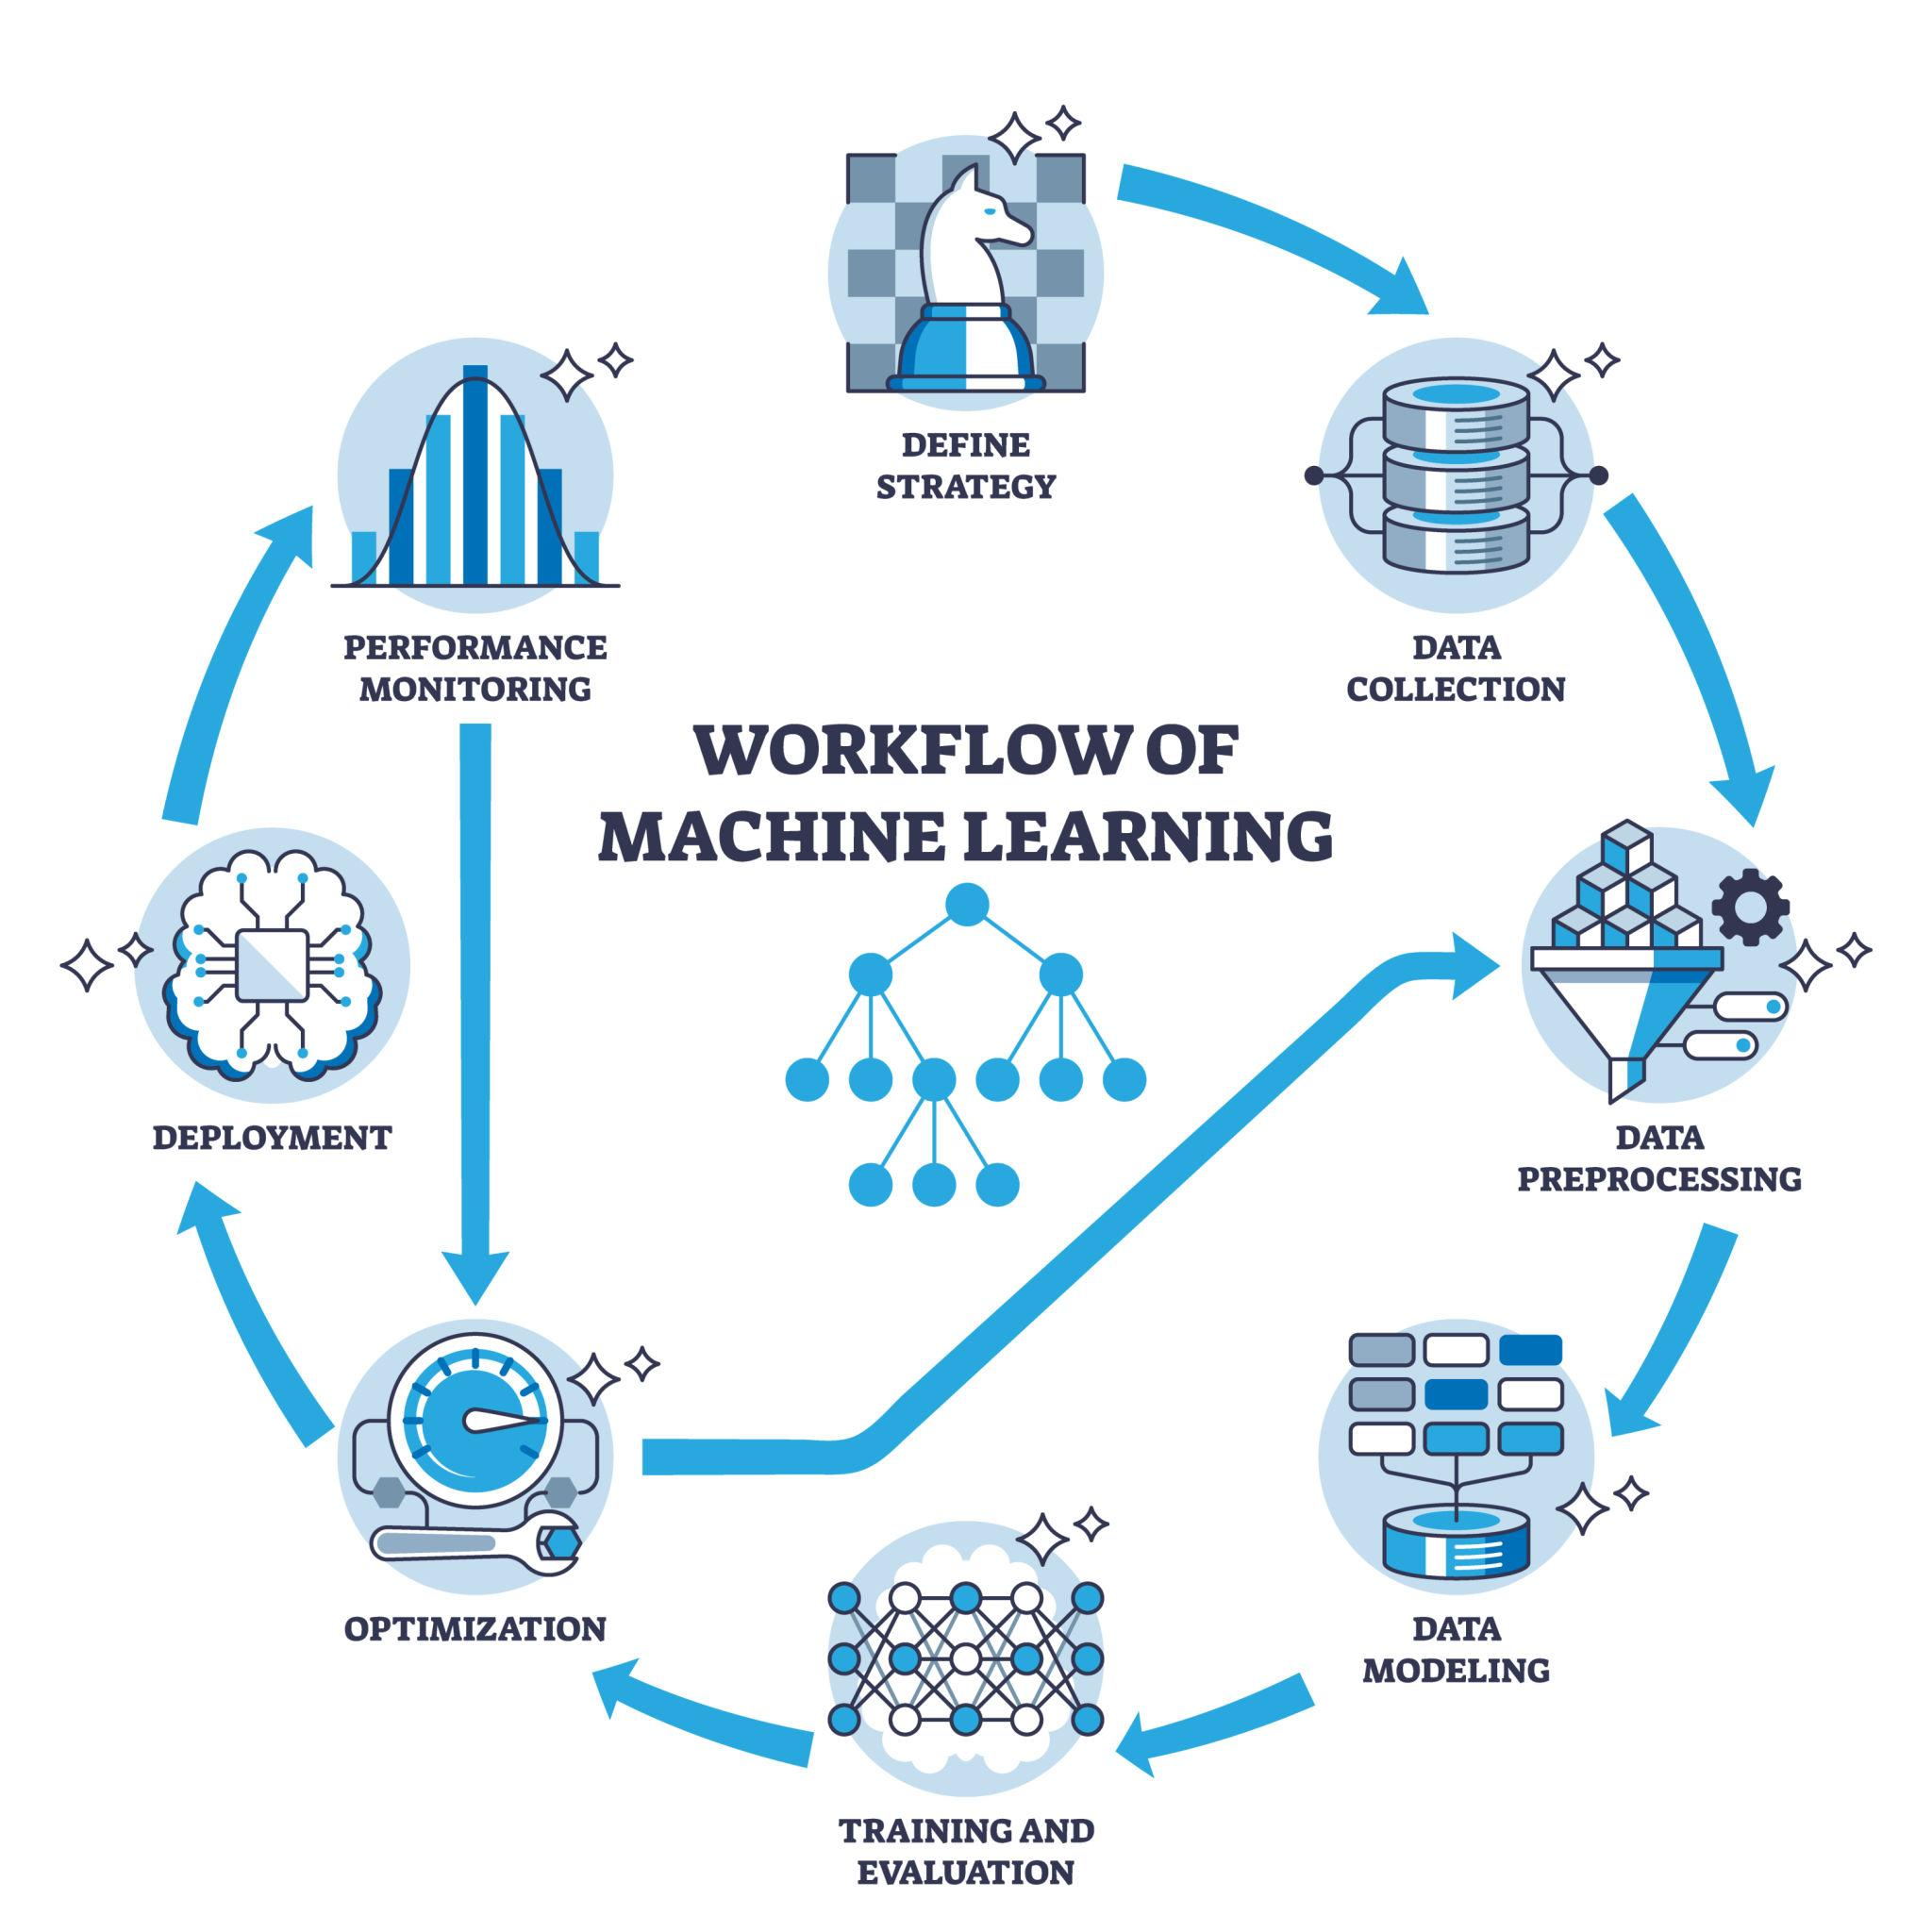 WORKFLOW OF
MACHINE LEARNING
DEFINE
STRATEGY
DATA
COLLECTION
DATA
PREPROCESSING
DATA
MODELING
TRAINING AND
EVALUATION
OPTIMIZATION
DEPLOYMENT
PERFORMANCE
MONITORING